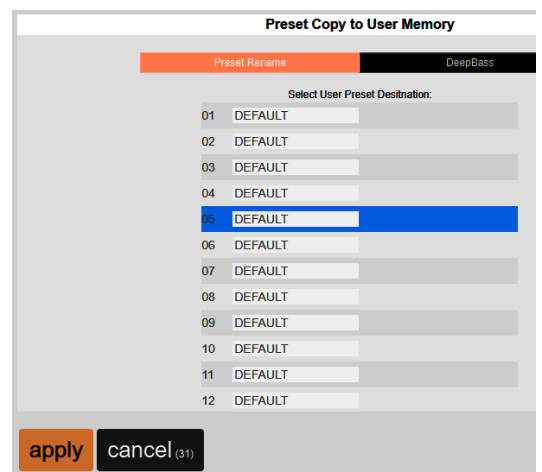 Preset Copy to User Memory
Preset Rename DeepBass
Select User Preset Desitnation:
01 DEFAULT
02 DEFAULT
03 DEFAULT
04 DEFAULT
05 DEFAULT
06 DEFAULT
07 DEFAULT
08 DEFAULT
09 DEFAULT
10 DEFAULT
11 DEFAULT
12 DEFAULT
apply cancel (31)